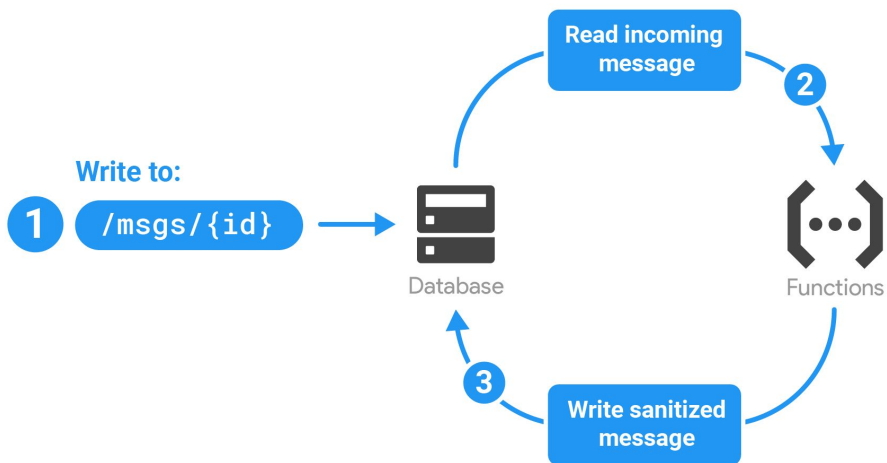 Write to:
1
/msgs/{id}
Database
Read incoming
message
2
Functions
Write sanitized
message
3